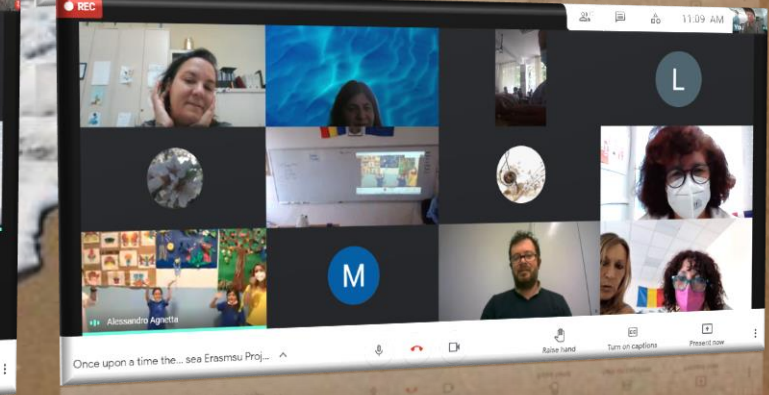 REC
11:09 AM
You
L
M
Alessandro Agnetta
Once upon a time the... sea Erasmsu Proj...
Raise hand
Turn on captions
Present now